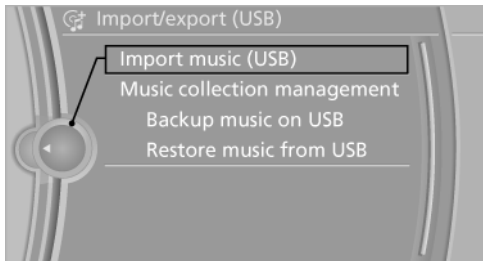 Import/export (USB)
Import music (USB)
Music collection management
Backup music on USB
Restore music from USB